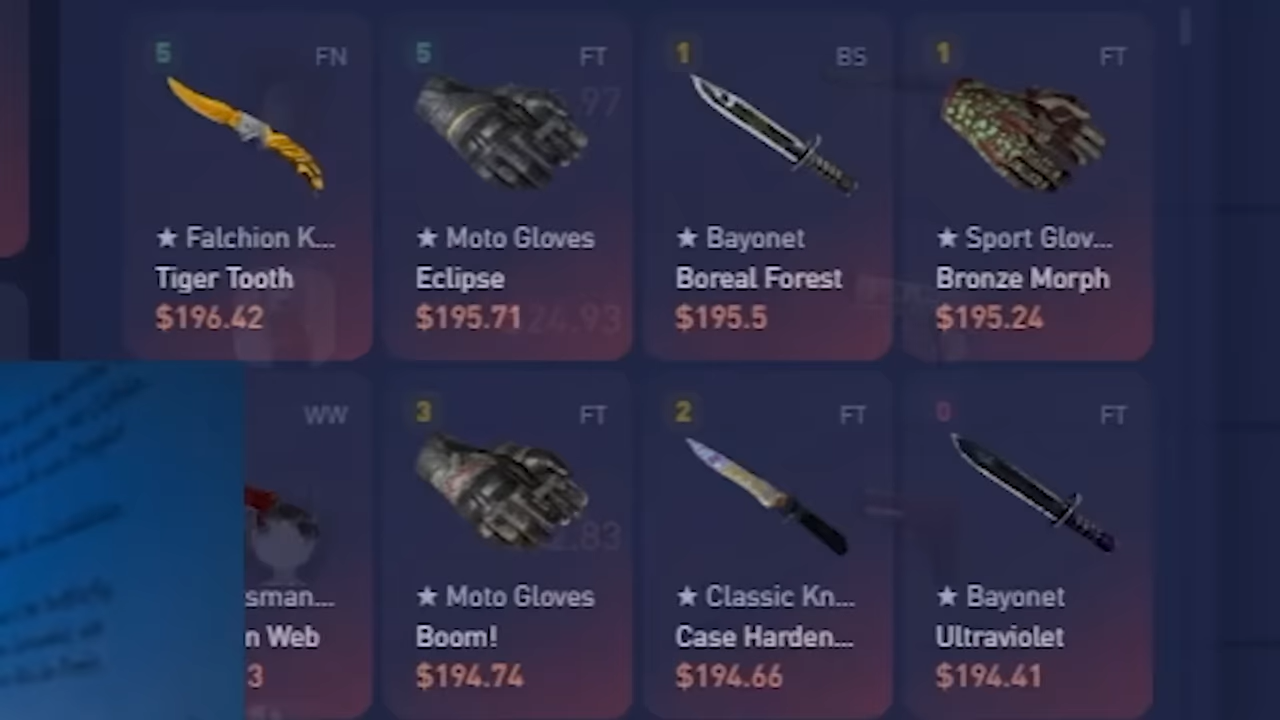 5 FN
★ Falchion K...
Tiger Tooth
$196.42
5 FT
★ Moto Gloves
Eclipse
$195.71
1 BS
★ Bayonet
Boreal Forest
$195.5
1 FT
★ Sport Glov...
Bronze Morph
$195.24
WW
sman...
n Web
3
3 FT
★ Moto Gloves
Boom!
$194.74
2 FT
★ Classic Kn...
Case Harden...
$194.66
0 FT
★ Bayonet
Ultraviolet
$194.41